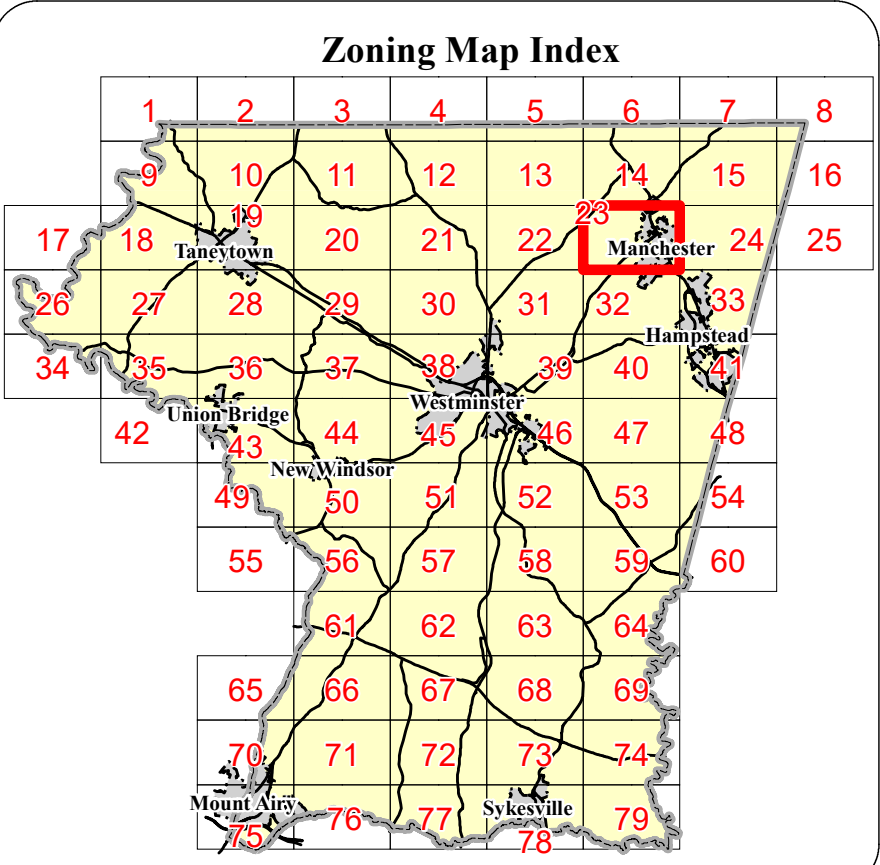 Zoning Map Index
1 2 3 4 5 6 7 8
9 10 11 12 13 14 15 16
17 18 19 20 21 22 23 24 25
Taneytown
Manchester
26 27 28 29 30 31 32 33
Hampstead
34 35 36 37 38 39 40 41
Westminster
Union Bridge
42 43 44 45 46 47 48
New Windsor
49 50 51 52 53 54
55 56 57 58 59 60
61 62 63 64
65 66 67 68 69
70 71 72 73 74
Mount Airy
Sykesville
75 76 77 78 79